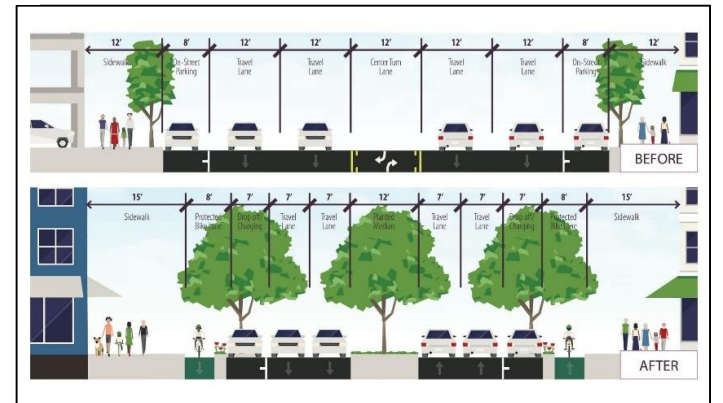 12' 8' 12' 12' 12' 12' 12' 8' 12'
Sidewalk On-Street Travel Travel Center Turn Travel Travel On-Street Sidewalk
Parking Lane Lane Lane Lane Lane Parking
BEFORE
15' 8' 7' 7' 7' 12' 7' 7' 7' 8' 15'
Sidewalk Protected Drop off/ Travel Travel Planted Travel Travel Drop off/ Protected Sidewalk
Bike Lane Charging Lane Lane Median Lane Lane Charging Bike Lane
AFTER